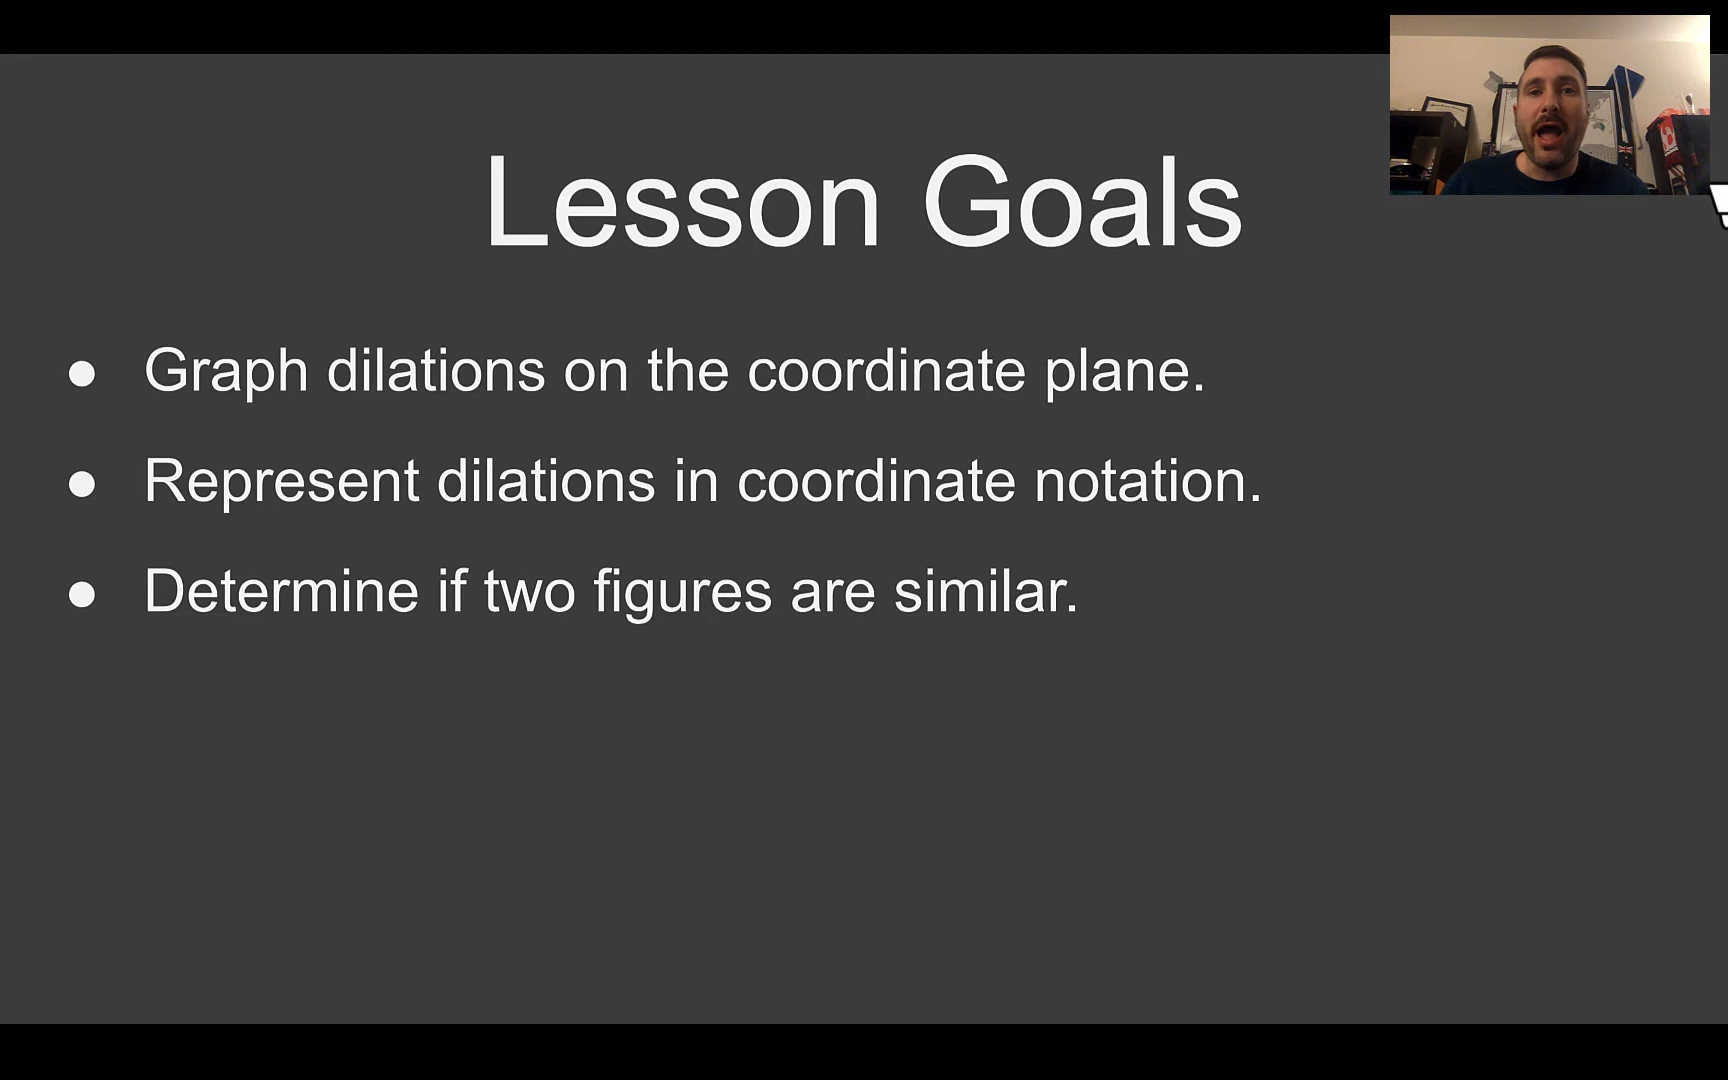 Lesson Goals
● Graph dilations on the coordinate plane.
● Represent dilations in coordinate notation.
● Determine if two figures are similar.